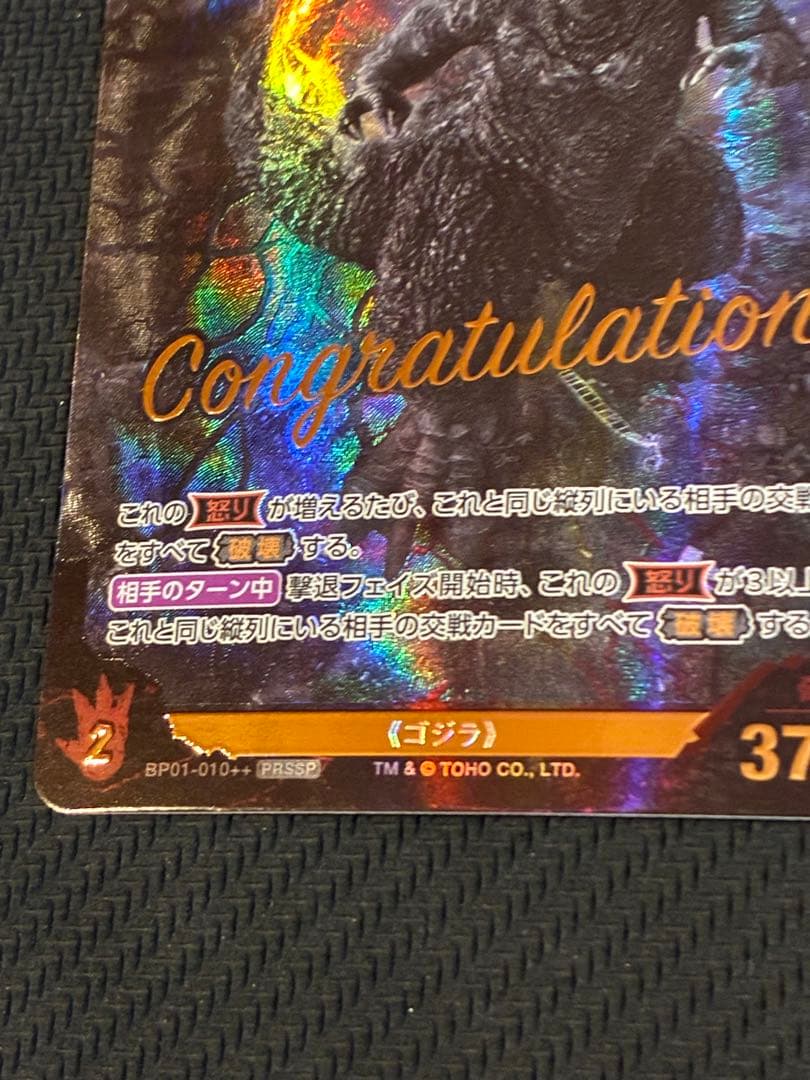 Congratulation
これの 怒り が増えるたび、これと同じ縦列にいる相手の交戦
をすべて 破壊 する。
相手のターン中 撃退フェイズ開始時、これの 怒り が3以上
これと同じ縦列にいる相手の交戦カードをすべて 破壊 する
2
《ゴジラ》
37
BP01-010++ PRSSP TM & © TOHO CO., LTD.